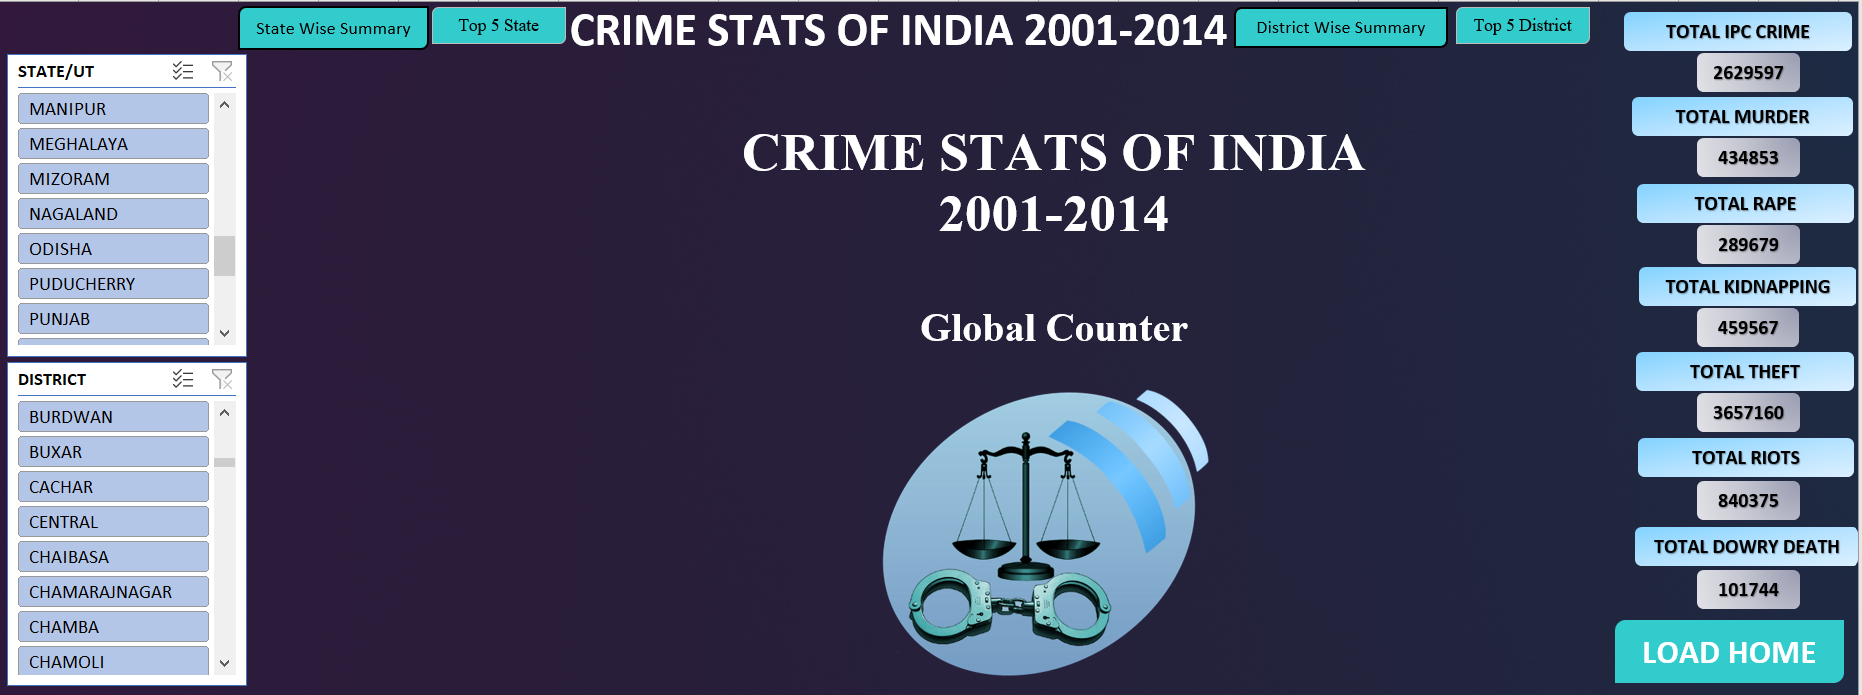 State Wise Summary
Top 5 State
CRIME STATS OF INDIA 2001-2014
District Wise Summary
Top 5 District
STATE/UT
MANIPUR
MEGHALAYA
MIZORAM
NAGALAND
ODISHA
PUDUCHERRY
PUNJAB
DISTRICT
BURDWAN
BUXAR
CACHAR
CENTRAL
CHAIBASA
CHAMARAJNAGAR
CHAMBA
CHAMOLI
CRIME STATS OF INDIA
2001-2014
Global Counter
TOTAL IPC CRIME
2629597
TOTAL MURDER
434853
TOTAL RAPE
289679
TOTAL KIDNAPPING
459567
TOTAL THEFT
3657160
TOTAL RIOTS
840375
TOTAL DOWRY DEATH
101744
LOAD HOME